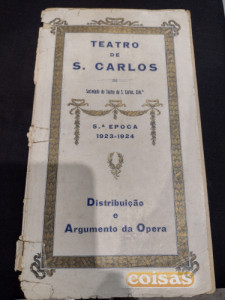 TEATRO
DE
S. CARLOS
6.ª EPOCA
1923-1924
Distribuição
e
Argumento da Opera
coisas